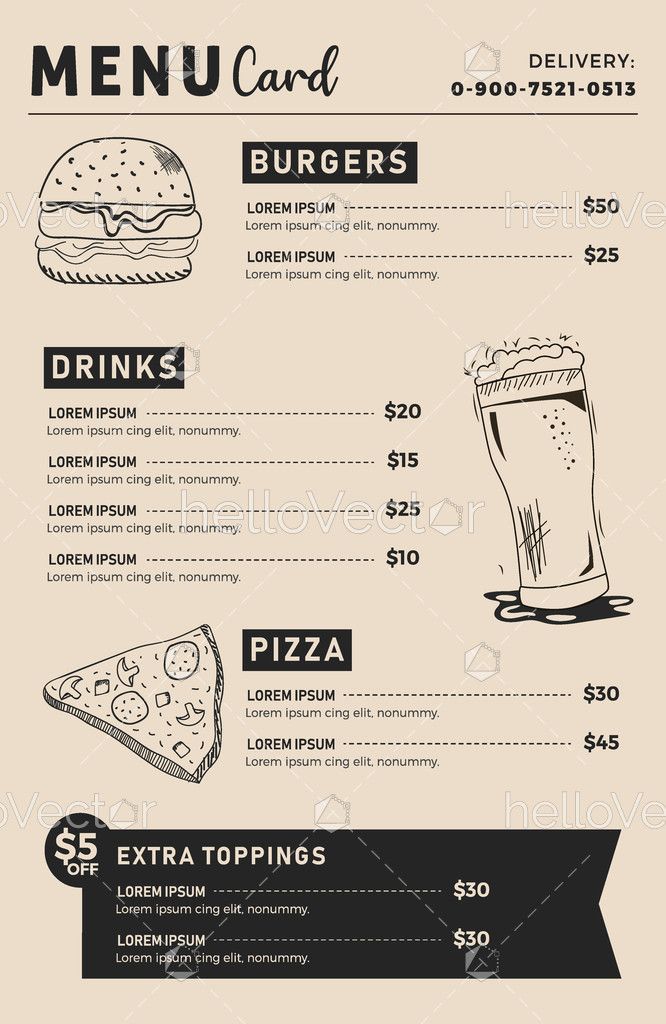 MENU Card
DELIVERY:
0-900-7521-0513
BURGERS
LOREM IPSUM $50
Lorem ipsum cing elit, nonummy.
LOREM IPSUM $25
Lorem ipsum cing elit, nonummy.
DRINKS
LOREM IPSUM $20
Lorem ipsum cing elit, nonummy.
LOREM IPSUM $15
Lorem ipsum cing elit, nonummy.
LOREM IPSUM $25
Lorem ipsum cing elit, nonummy.
LOREM IPSUM $10
Lorem ipsum cing elit, nonummy.
helloVector
PIZZA
LOREM IPSUM $30
Lorem ipsum cing elit, nonummy.
LOREM IPSUM $45
Lorem ipsum cing elit, nonummy.
$5
OFF
EXTRA TOPPINGS
LOREM IPSUM $30
Lorem ipsum cing elit, nonummy.
LOREM IPSUM $30
Lorem ipsum cing elit, nonummy.